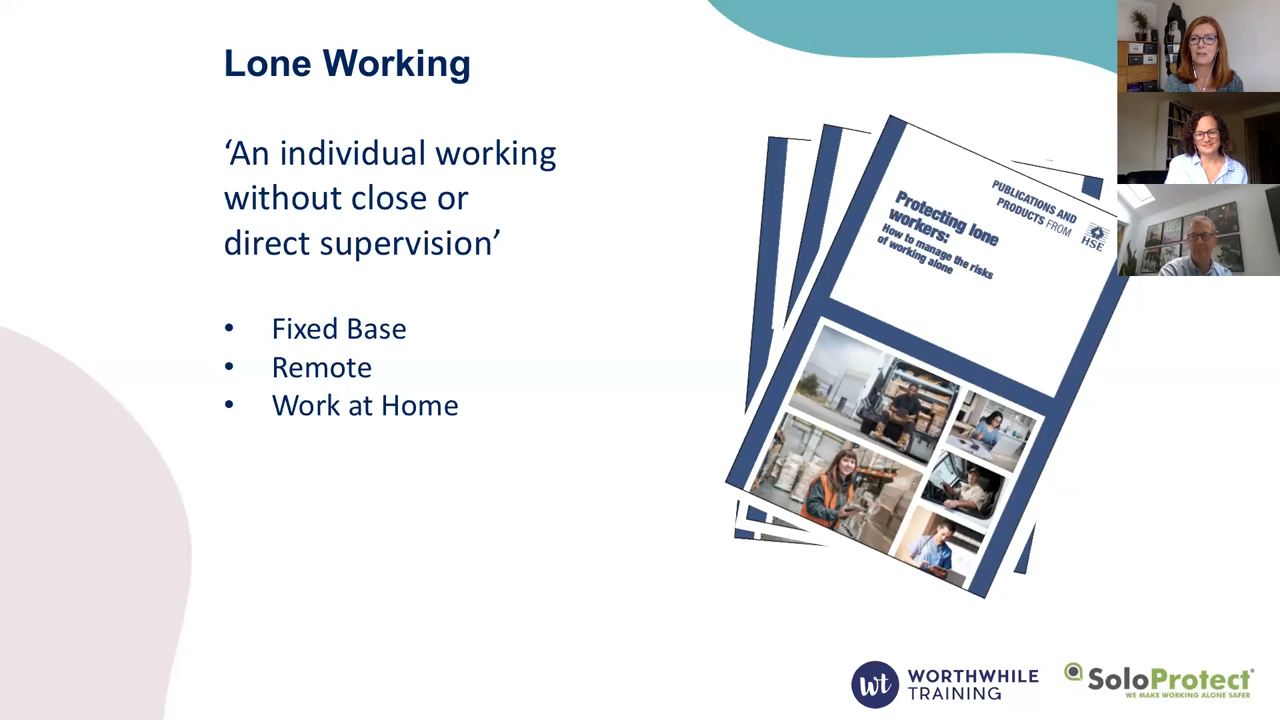 Lone Working
‘An individual working
without close or
direct supervision’
• Fixed Base
• Remote
• Work at Home
PUBLICATIONS AND
PRODUCTS FROM
HSE
Protecting lone
workers:
How to manage the risks
of working alone
wt
WORTHWHILE
TRAINING
SoloProtect®
WE MAKE WORKING ALONE SAFER